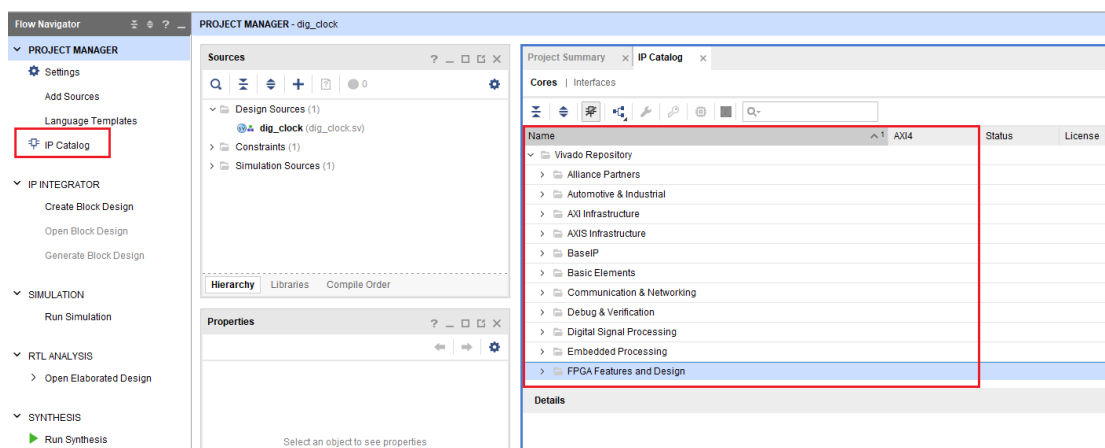 Flow Navigator
? _
PROJECT MANAGER - dig_clock
PROJECT MANAGER
Settings
Add Sources
Language Templates
IP Catalog
IP INTEGRATOR
Create Block Design
Open Block Design
Generate Block Design
SIMULATION
Run Simulation
RTL ANALYSIS
Open Elaborated Design
SYNTHESIS
Run Synthesis
Sources
0
Design Sources (1)
dig_clock (dig_clock.sv)
Constraints (1)
Simulation Sources (1)
Hierarchy Libraries Compile Order
Properties
Select an object to see properties
Project Summary × IP Catalog ×
Cores | Interfaces
Name 1 AXI4 Status License
Vivado Repository
Alliance Partners
Automotive & Industrial
AXI Infrastructure
AXIS Infrastructure
BaseIP
Basic Elements
Communication & Networking
Debug & Verification
Digital Signal Processing
Embedded Processing
FPGA Features and Design
Details